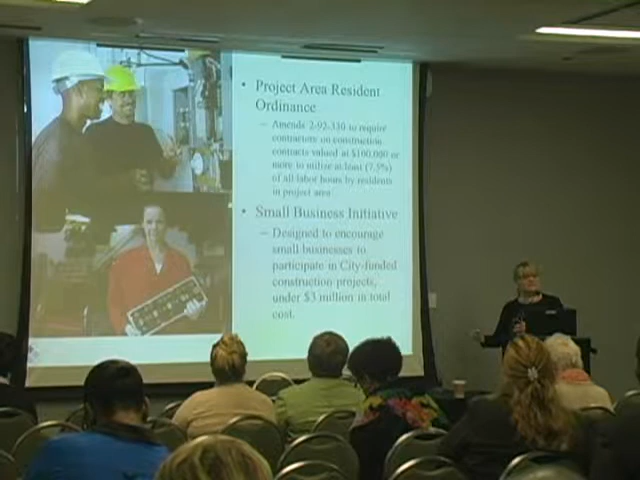 • Project Area Resident
Ordinance
– Amends 2-92-330 to require
contractors on construction
contracts valued at $100,000 or
more to utilize at least (7.5%)
of all labor hours by residents
in project area
• Small Business Initiative
– Designed to encourage
small businesses to
participate in City-funded
construction projects,
under $3 million in total
cost.